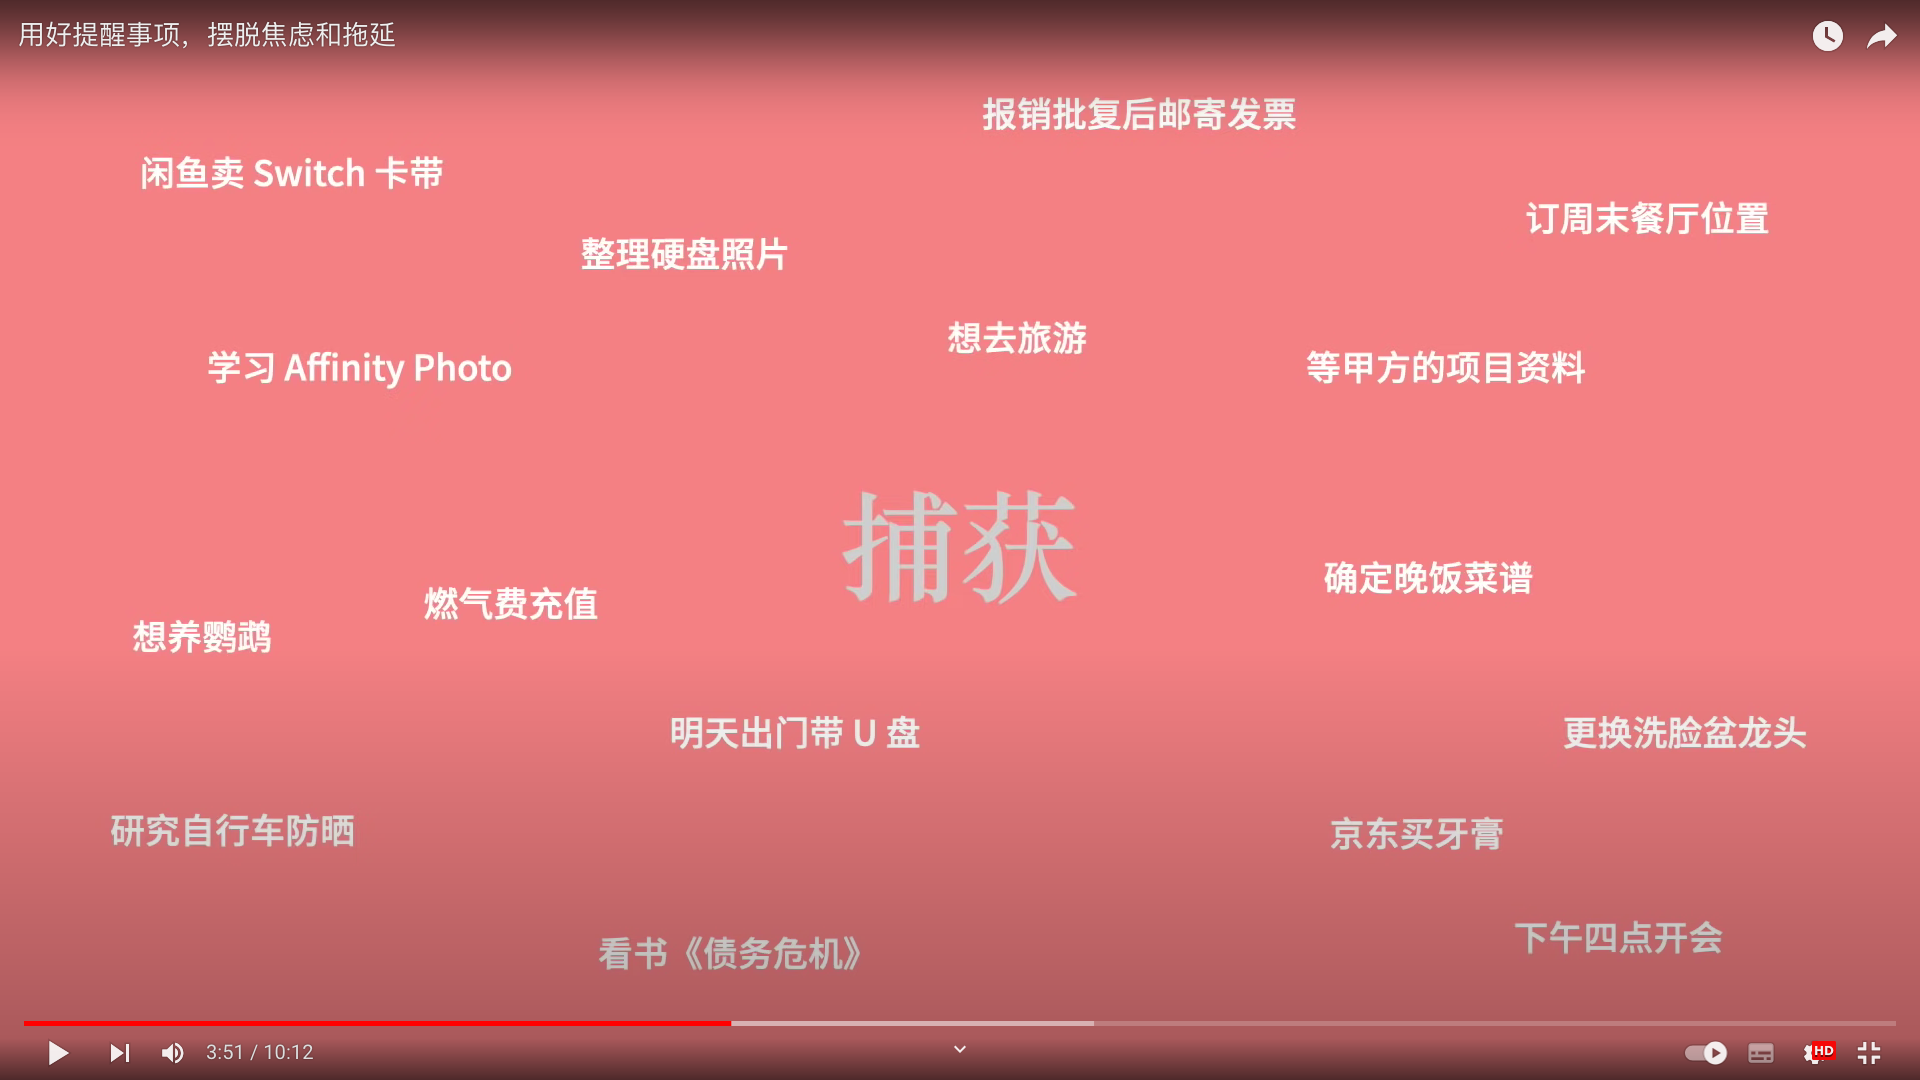 用好提醒事项，摆脱焦虑和拖延
报销批复后邮寄发票
闲鱼卖 Switch 卡带
订周末餐厅位置
整理硬盘照片
想去旅游
学习 Affinity Photo
等甲方的项目资料
捕获
确定晚饭菜谱
燃气费充值
想养鹦鹉
明天出门带 U 盘
更换洗脸盆龙头
研究自行车防晒
京东买牙膏
下午四点开会
看书《债务危机》
3:51 / 10:12
HD